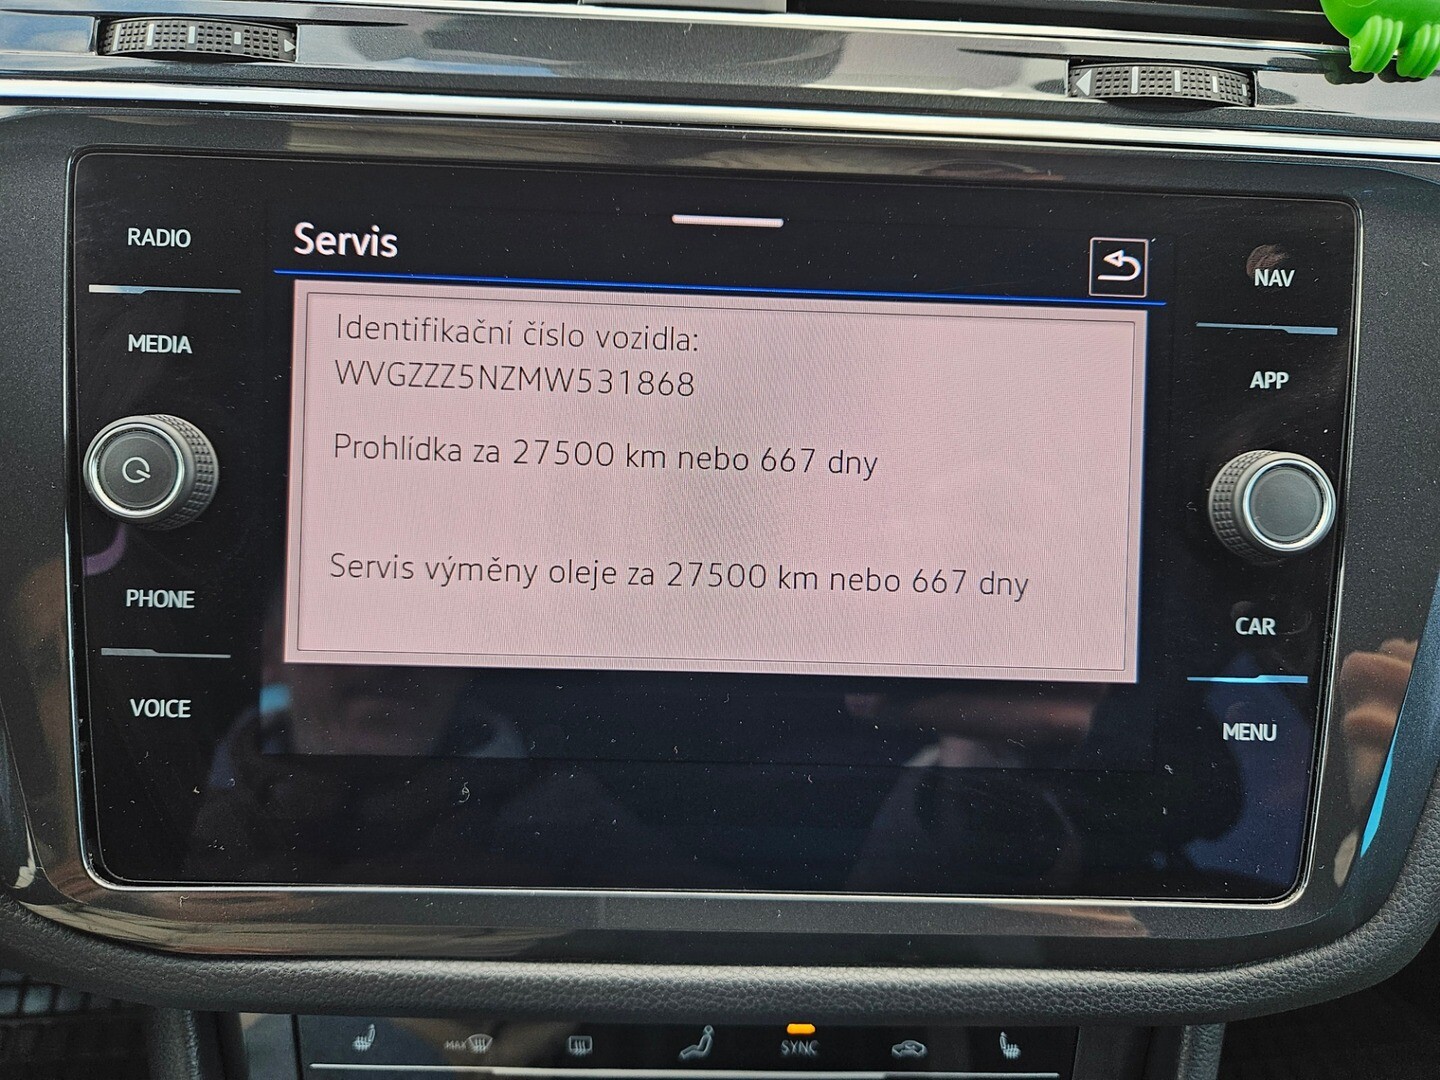 RADIO
MEDIA
PHONE
VOICE
Servis
Identifikační číslo vozidla:
WVGZZZ5NZMW531868
Prohlídka za 27500 km nebo 667 dny
Servis výměny oleje za 27500 km nebo 667 dny
NAV
APP
CAR
MENU
MAX
SYNC